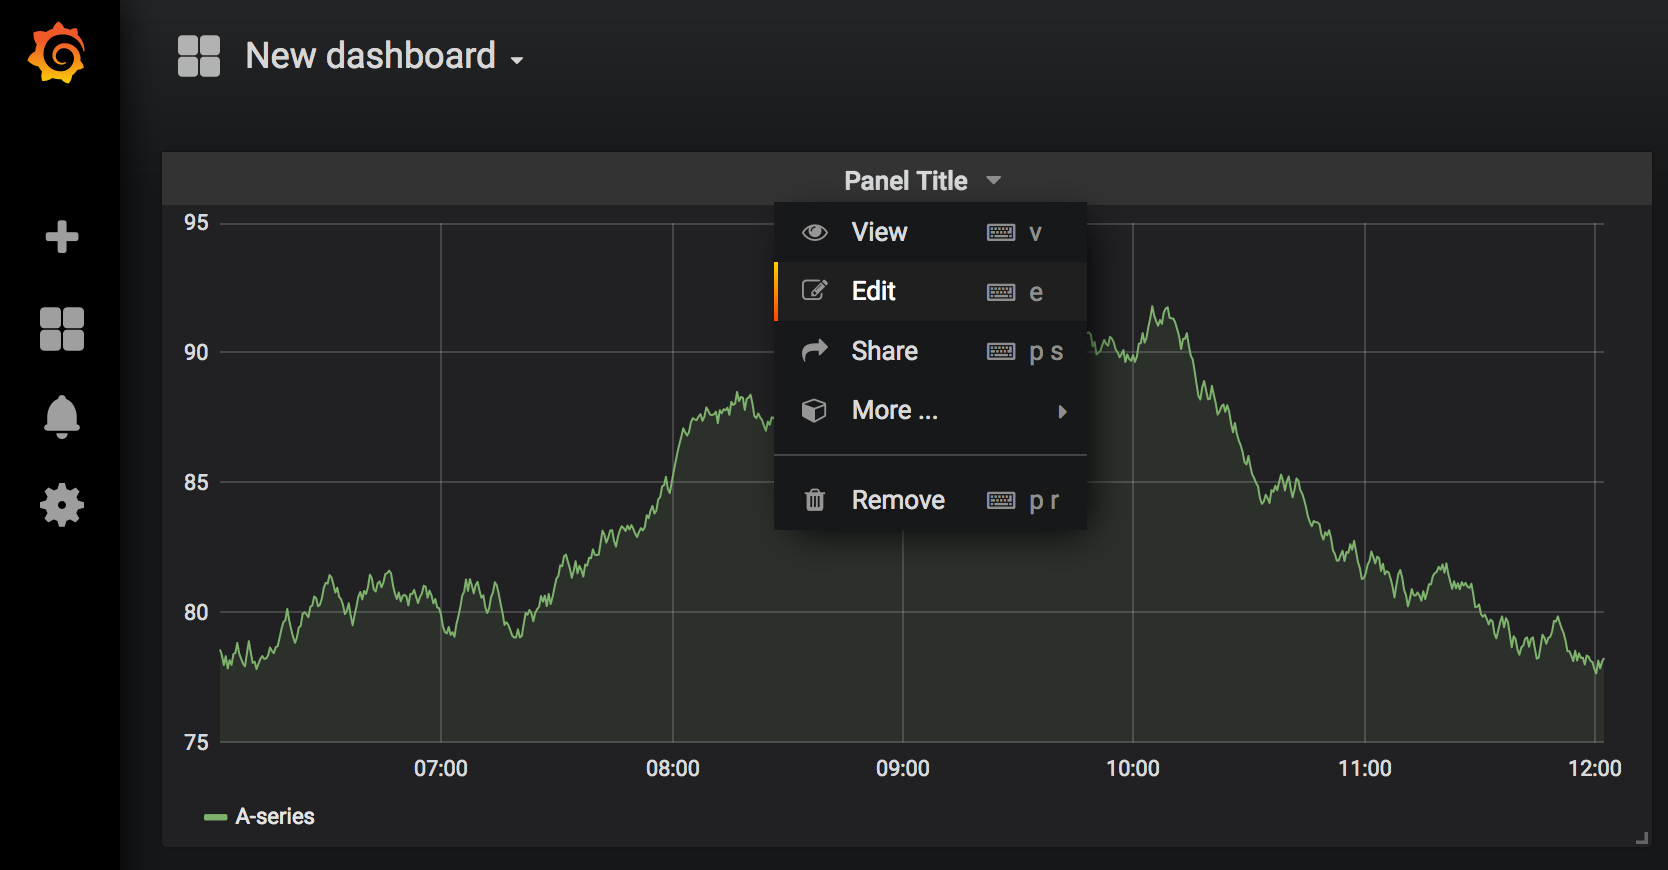 New dashboard
Panel Title
95
90
85
80
75
View v
Edit e
Share p s
More ...
Remove p r
07:00 08:00 09:00 10:00 11:00 12:00
A-series